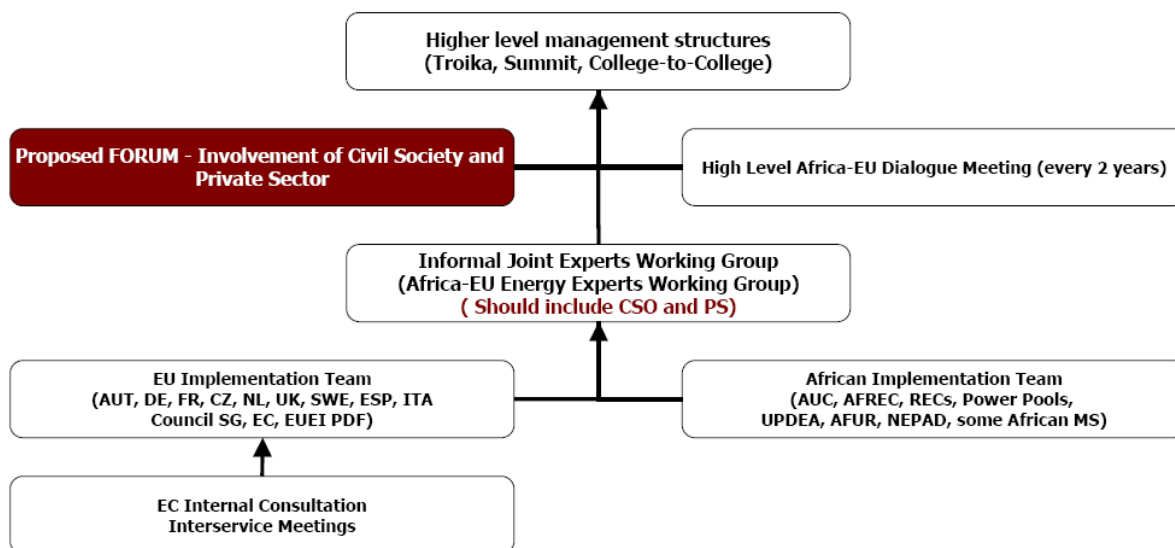 Higher level management structures
(Troika, Summit, College-to-College)
Proposed FORUM - Involvement of Civil Society and
Private Sector
High Level Africa-EU Dialogue Meeting (every 2 years)
Informal Joint Experts Working Group
(Africa-EU Energy Experts Working Group)
( Should include CSO and PS)
EU Implementation Team
(AUT, DE, FR, CZ, NL, UK, SWE, ESP, ITA
Council SG, EC, EUEI PDF)
African Implementation Team
(AUC, AFREC, RECs, Power Pools,
UPDEA, AFUR, NEPAD, some African MS)
EC Internal Consultation
Interservice Meetings